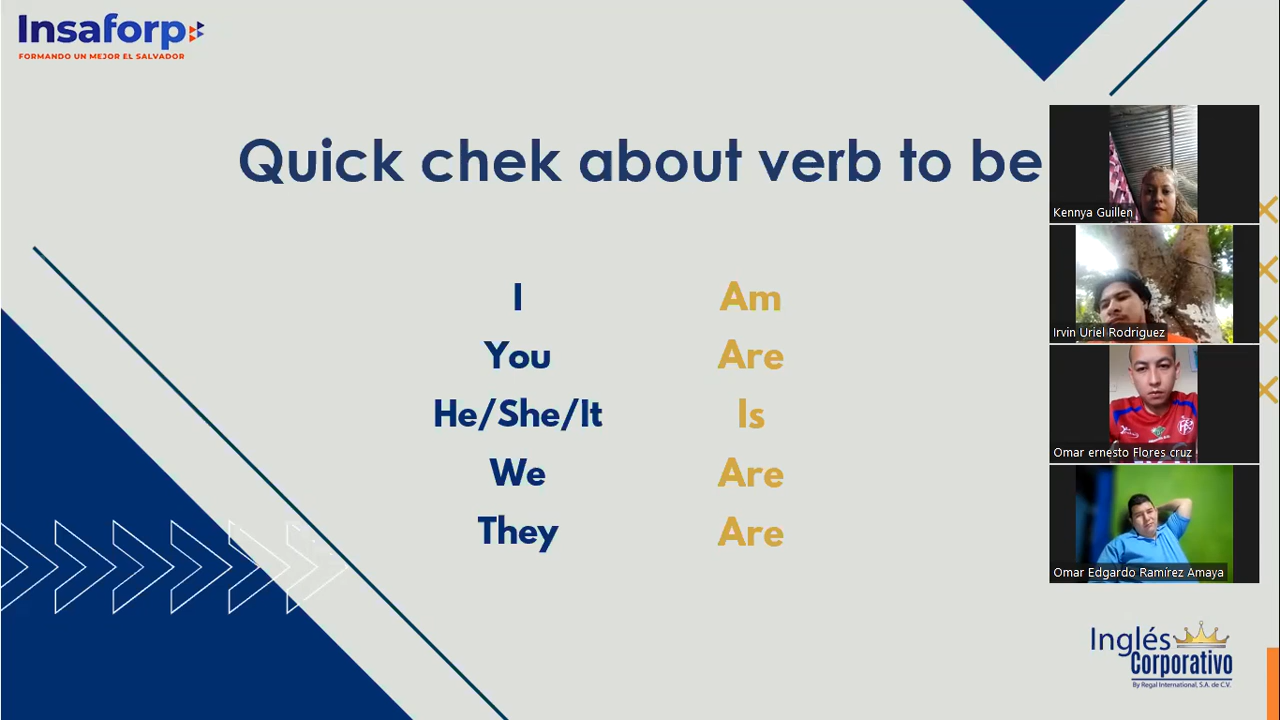 Insaforp
FORMANDO UN MEJOR EL SALVADOR
Quick chek about verb to be
I Am
You Are
He/She/It Is
We Are
They Are
Kennya Guillen
Irvin Uriel Rodriguez
Omar ernesto Flores cruz
Omar Edgardo Ramírez Amaya
Inglés
Corporativo
By Regal International, S.A. de C.V.